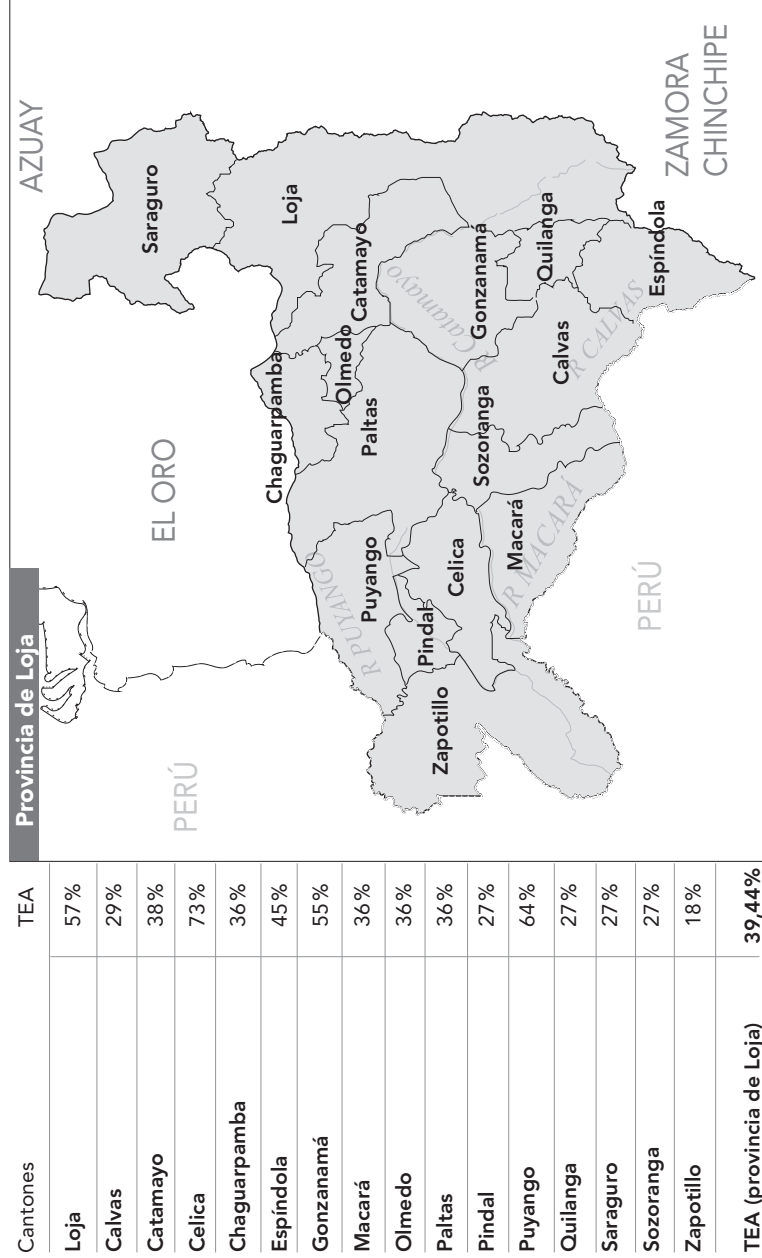 Cantones TEA
Loja 57%
Calvas 29%
Catamayo 38%
Celica 73%
Chaguarpamba 36%
Espíndola 45%
Gonzanamá 55%
Macará 36%
Olmedo 36%
Paltas 36%
Pindal 27%
Puyango 64%
Quilanga 27%
Saraguro 27%
Sozoranga 27%
Zapotillo 18%
TEA (provincia de Loja) 39,44%
Provincia de Loja
AZUAY
Saraguro
EL ORO
Loja
PERÚ
Chaguarpamba
Catamayo
Olmedo
R Catamayo
Paltas
R PUYANGO
Puyango
Gonzanama
Quilanga
ZAMORA
CHINCHIPE
Pindal
Celica
Sozoranga
Zapotillo
Macará
Calvas
Espíndola
R CALVAS
R MACARÁ
PERÚ